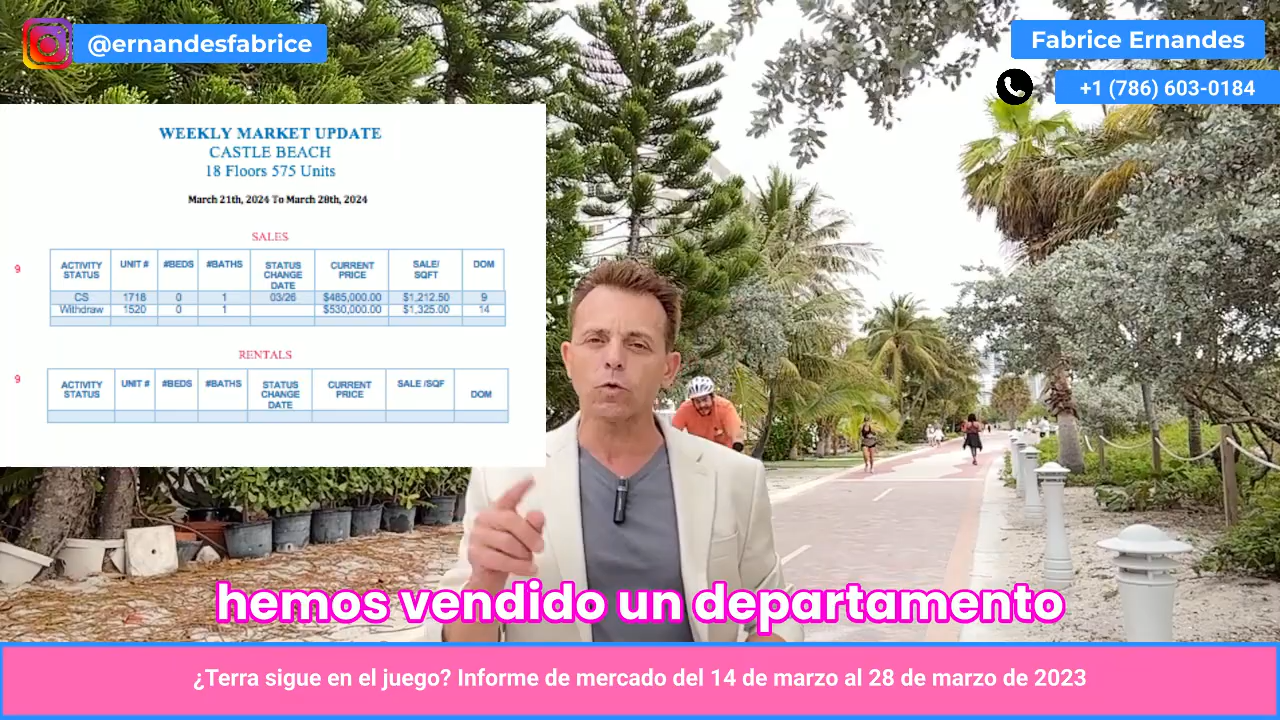 @ernandesfabrice
Fabrice Ernandes
+1 (786) 603-0184
WEEKLY MARKET UPDATE
CASTLE BEACH
18 Floors 575 Units
March 21th, 2024 To March 28th, 2024
SALES
9
ACTIVITY STATUS UNIT # #BEDS #BATHS STATUS CHANGE DATE CURRENT PRICE SALE/ SQFT DOM
CS 1718 0 1 03/26 $485,000.00 $1,212.50 9
Withdraw 1520 0 1 $530,000.00 $1,325.00 14
RENTALS
9
ACTIVITY STATUS UNIT # #BEDS #BATHS STATUS CHANGE DATE CURRENT PRICE SALE /SQF DOM
hemos vendido un departamento
¿Terra sigue en el juego? Informe de mercado del 14 de marzo al 28 de marzo de 2023